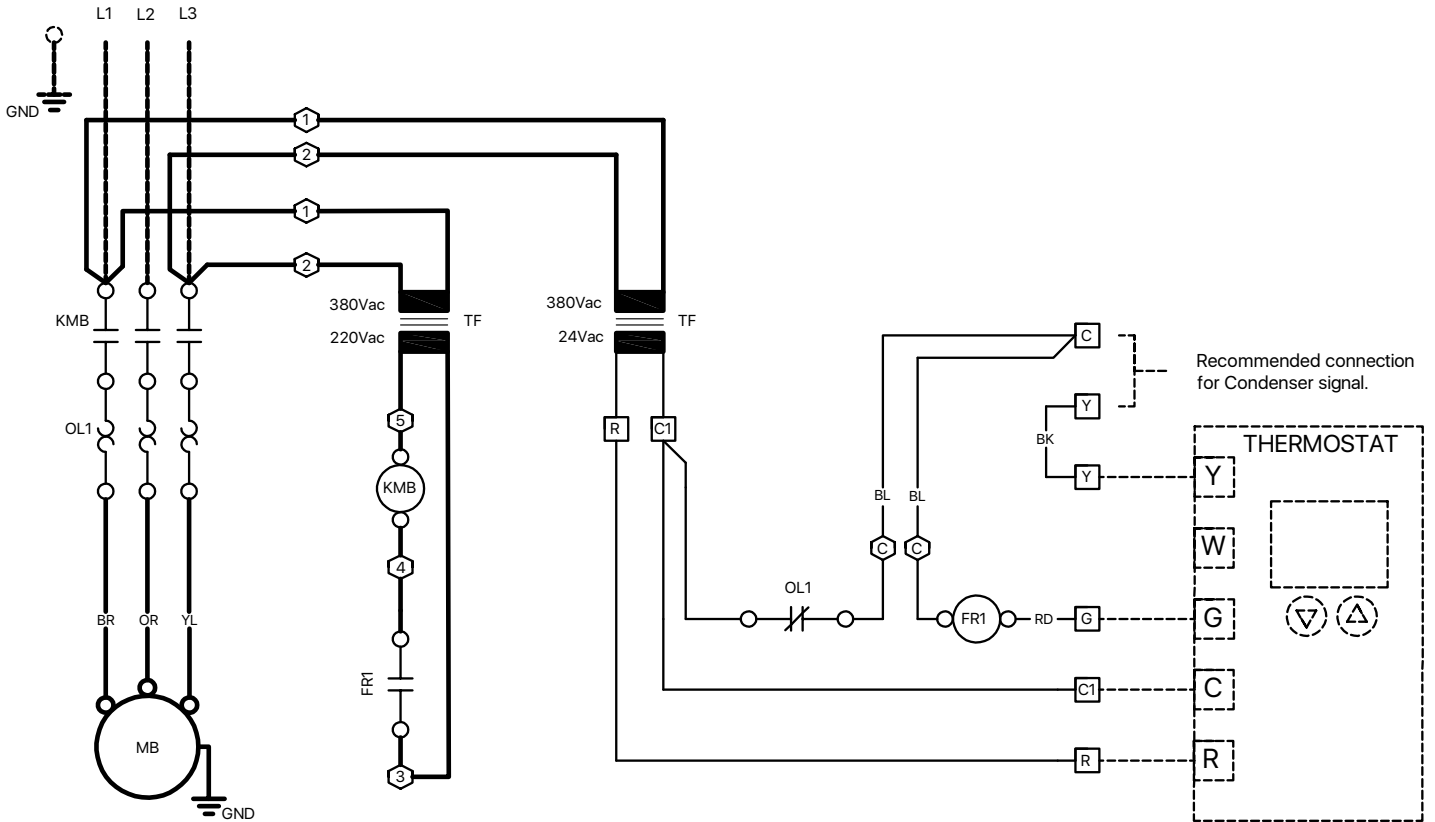 L1 L2 L3
GND
1
2
1
2
380Vac
TF
220Vac
380Vac
TF
24Vac
KMB
OL1
5
KMB
4
FR1
3
BR OR YL
MB
GND
R C1
OL1
BL BL
C C
FR1
RD
C
Y
BK
Y
G
C1
R
Recommended connection
for Condenser signal.
THERMOSTAT
Y
W
G
C
R